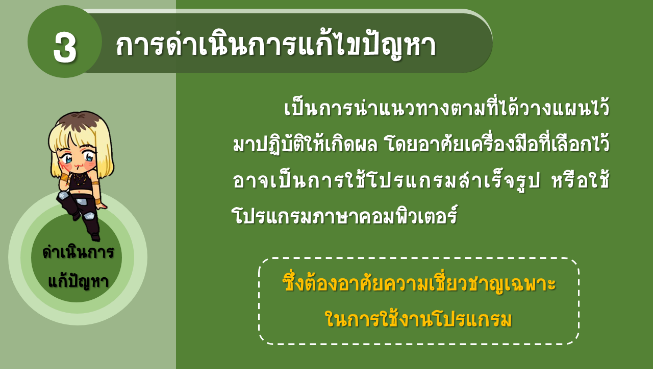 3 การดำเนินการแก้ไขปัญหา
เป็นการนำแนวทางตามที่ได้วางแผนไว้
มาปฏิบัติให้เกิดผล โดยอาศัยเครื่องมือที่เลือกไว้
อาจเป็นการใช้โปรแกรมสำเร็จรูป หรือใช้
โปรแกรมภาษาคอมพิวเตอร์
ดำเนินการ
แก้ปัญหา
ซึ่งต้องอาศัยความเชี่ยวชาญเฉพาะ
ในการใช้งานโปรแกรม